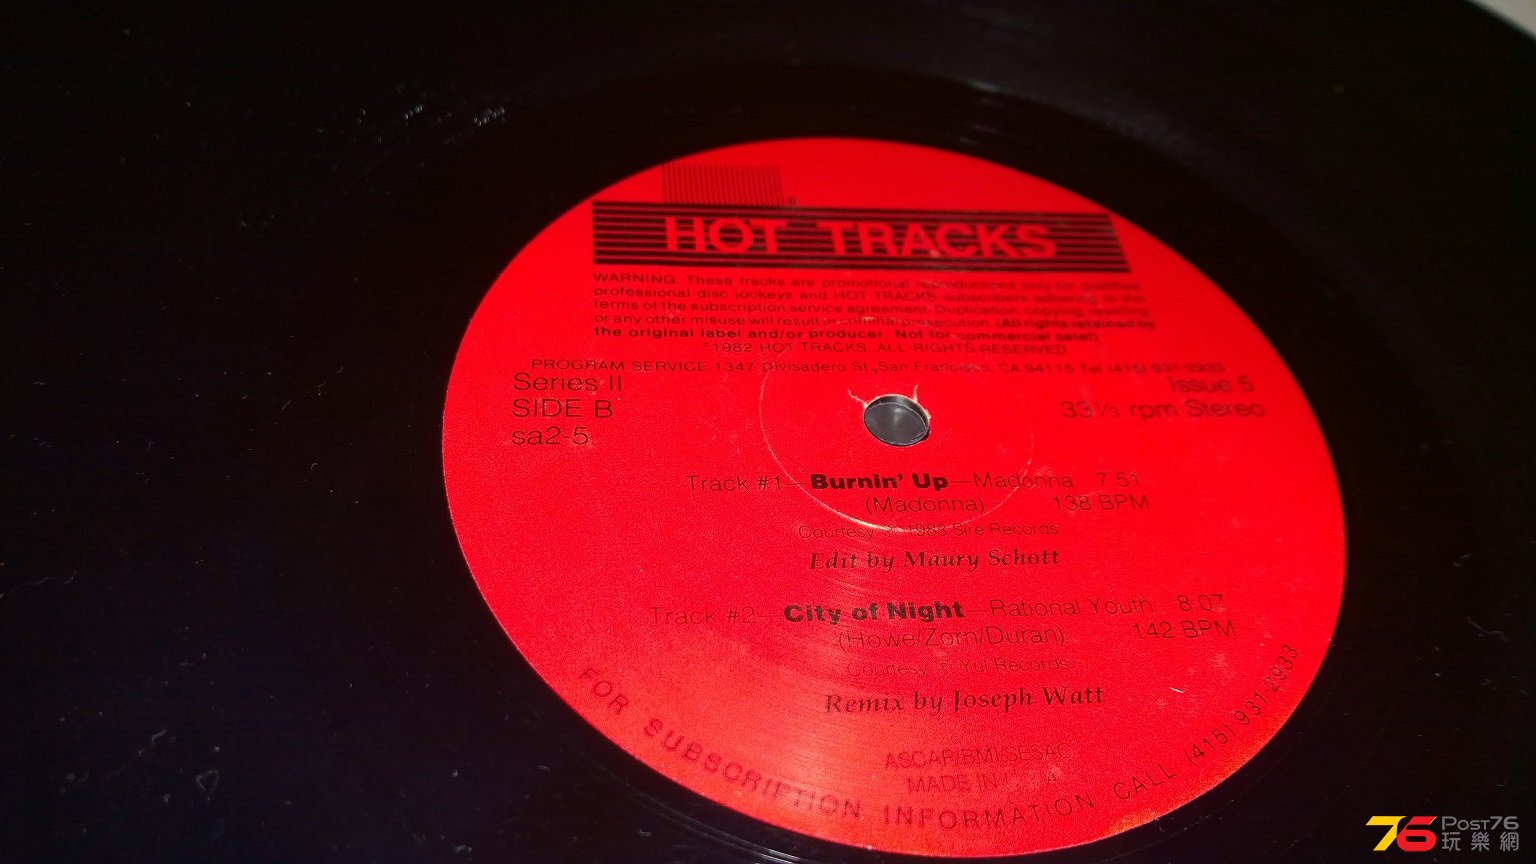 HOT TRACKS
WARNING: These tracks are promotional reproductions only for qualified
professional disc jockeys and HOT TRACKS subscribers adhering to the
terms of the subscription service agreement. Duplication, copying, reselling
or any other misuse will result in criminal prosecution. (All rights retained by
the original label and/or producer. Not for commercial sale!)
1982 HOT TRACKS. ALL RIGHTS RESERVED
PROGRAM SERVICE 1347 Divisadero St., San Francisco, CA 94115 Tel (415) 931-2933
Series II
Issue 5
SIDE B
33 1/3 rpm Stereo
sa2-5
Track #1—Burnin' Up—Madonna 7:51
(Madonna) 138 BPM
Courtesy ℗ 1983 Sire Records
Edit by Maury Schott
Track #2—City of Night—Rational Youth 8:07
(Howe/Zorn/Duran) 142 BPM
Courtesy ℗ Yul Records
Remix by Joseph Watt
ASCAP/BMI/SESAC
MADE IN U.S.A.
FOR SUBSCRIPTION INFORMATION CALL (415) 931-2933
76 POST76
玩樂網